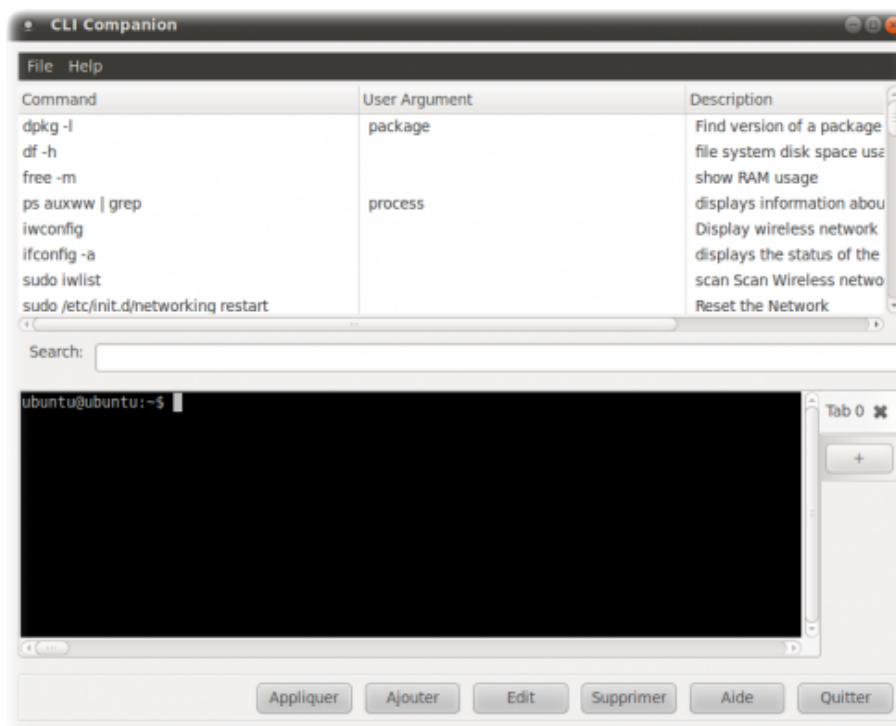 CLI Companion
File Help
Command User Argument Description
dpkg -l package Find version of a package
df -h file system disk space usa
free -m show RAM usage
ps auxww | grep process displays information abou
iwconfig Display wireless network
ifconfig -a displays the status of the
sudo iwlist scan Scan Wireless netwo
sudo /etc/init.d/networking restart Reset the Network
Search:
ubuntu@ubuntu:~$
Tab 0
+
Appliquer Ajouter Edit Supprimer Aide Quitter